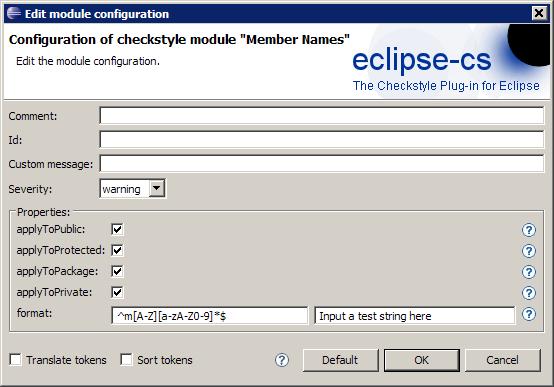 Edit module configuration
Configuration of checkstyle module "Member Names"
Edit the module configuration.
eclipse-cs
The Checkstyle Plug-in for Eclipse
Comment:
Id:
Custom message:
Severity: warning
Properties:
applyToPublic: ?
applyToProtected: ?
applyToPackage: ?
applyToPrivate: ?
format: ^m[A-Z][a-zA-Z0-9]*$ Input a test string here ?
Translate tokens Sort tokens ? Default OK Cancel